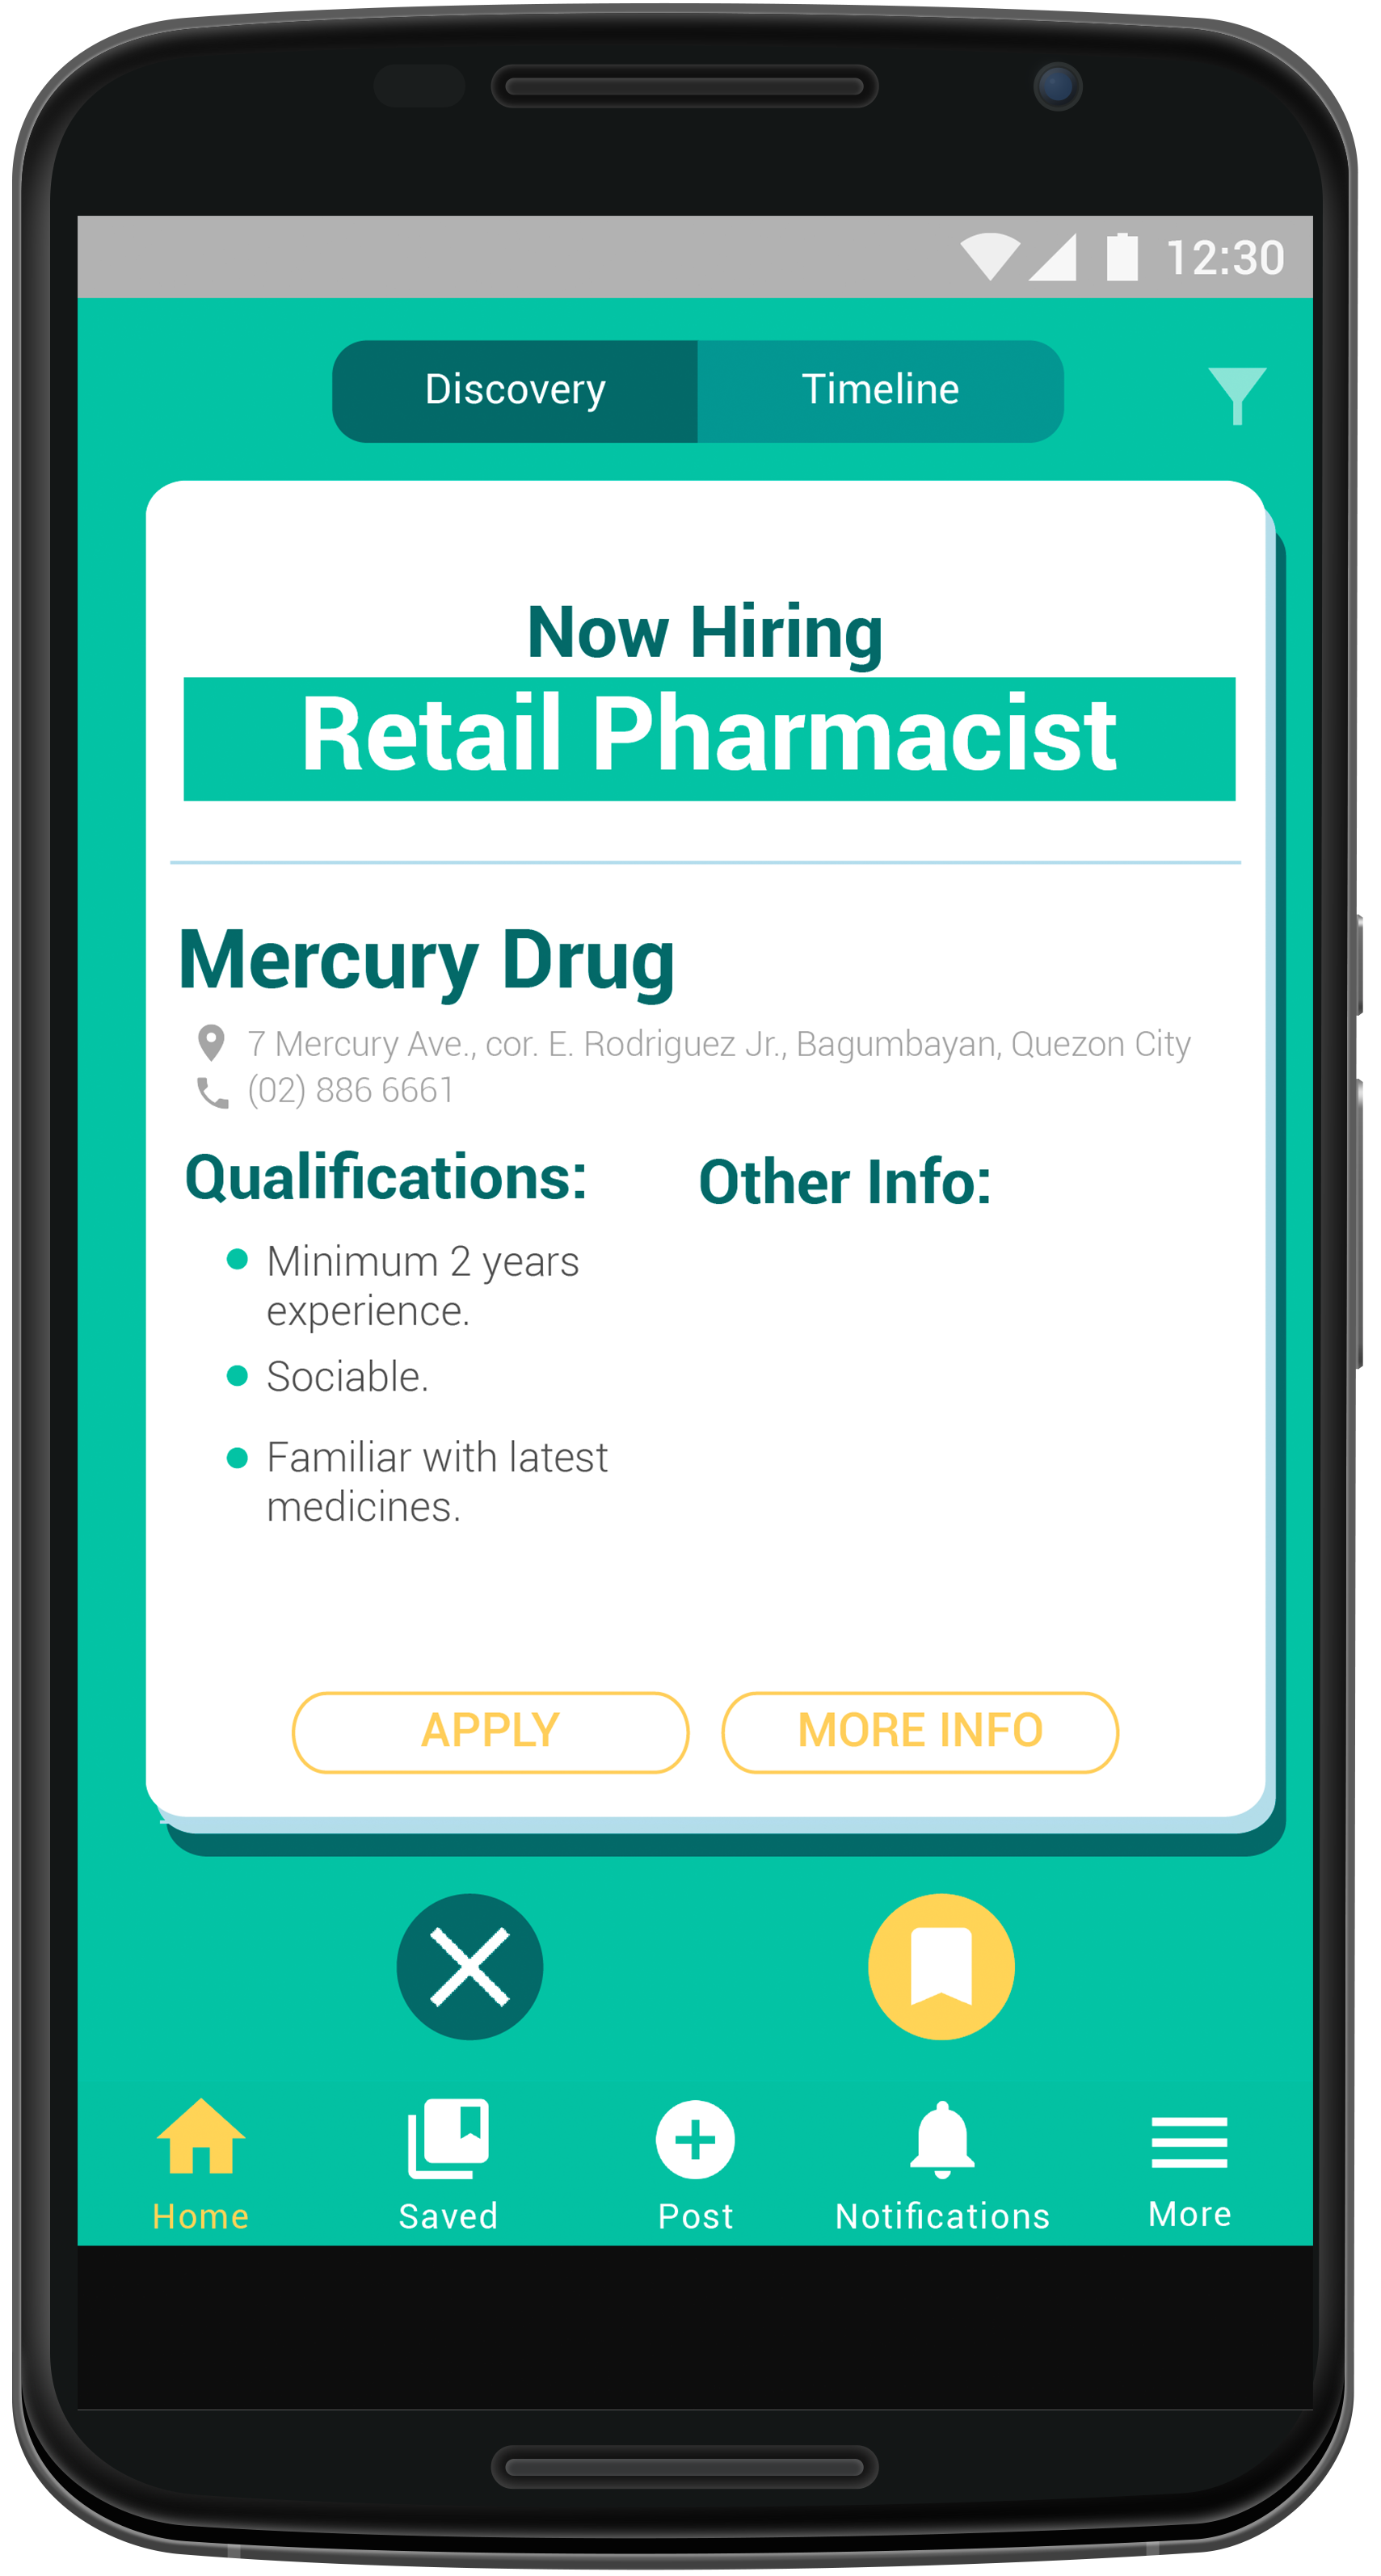 12:30
Discovery
Timeline
Now Hiring
Retail Pharmacist
Mercury Drug
7 Mercury Ave., cor. E. Rodriguez Jr., Bagumbayan, Quezon City
(02) 886 6661
Qualifications:
Minimum 2 years
experience.
Sociable.
Familiar with latest
medicines.
Other Info:
APPLY
MORE INFO
Home
Saved
Post
Notifications
More